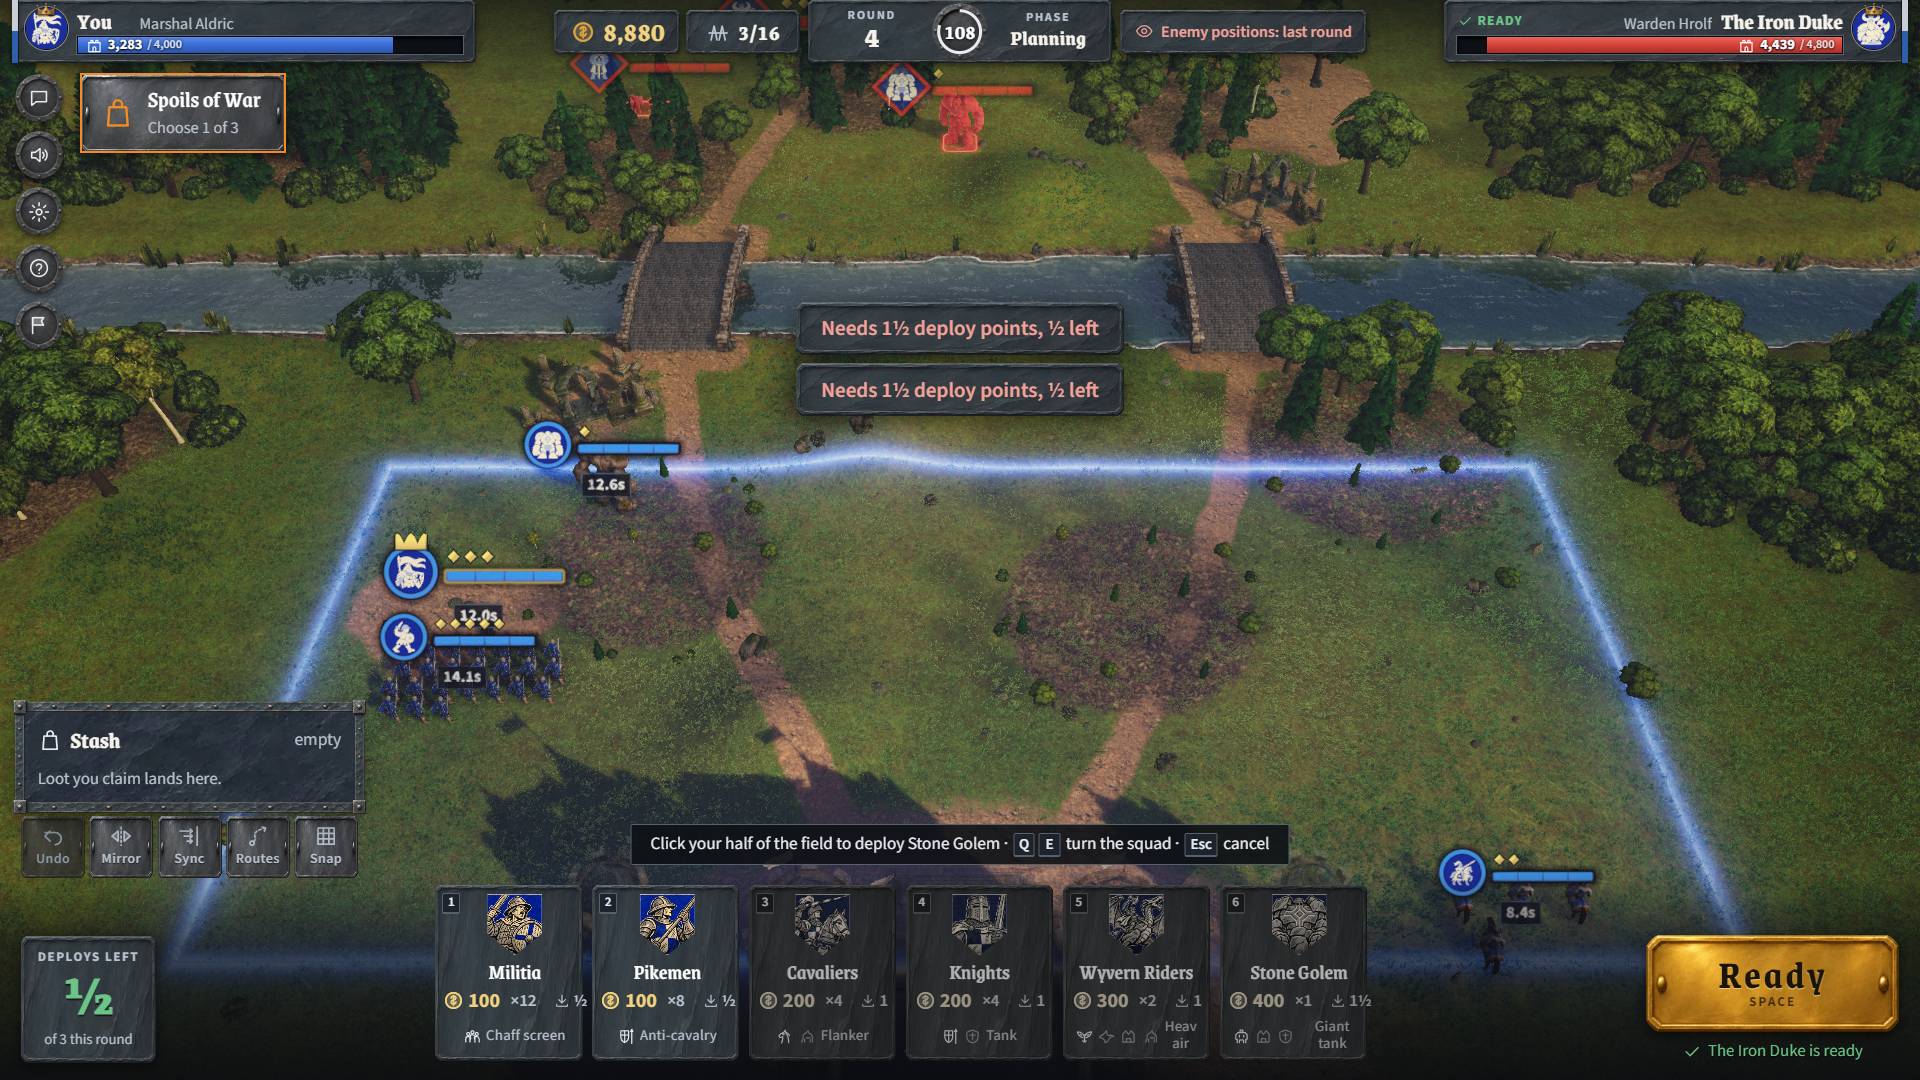 You Marshal Aldric
3,283 / 4,000
8,880
3/16
ROUND
4
108
PHASE
Planning
Enemy positions: last round
READY
Warden Hrolf The Iron Duke
4,439 / 4,800
Spoils of War
Choose 1 of 3
Needs 1½ deploy points, ½ left
Needs 1½ deploy points, ½ left
12.6s
12.0s
14.1s
Stash empty
Loot you claim lands here.
Undo
Mirror
Sync
Routes
Snap
Click your half of the field to deploy Stone Golem · Q E turn the squad · Esc cancel
8.4s
DEPLOYS LEFT
½
of 3 this round
1
Militia
100 ×12 ½
Chaff screen
2
Pikemen
100 ×8 ½
Anti-cavalry
3
Cavaliers
200 ×4 1
Flanker
4
Knights
200 ×4 1
Tank
5
Wyvern Riders
300 ×2 1
Heav
air
6
Stone Golem
400 ×1 1½
Giant
tank
Ready
SPACE
The Iron Duke is ready